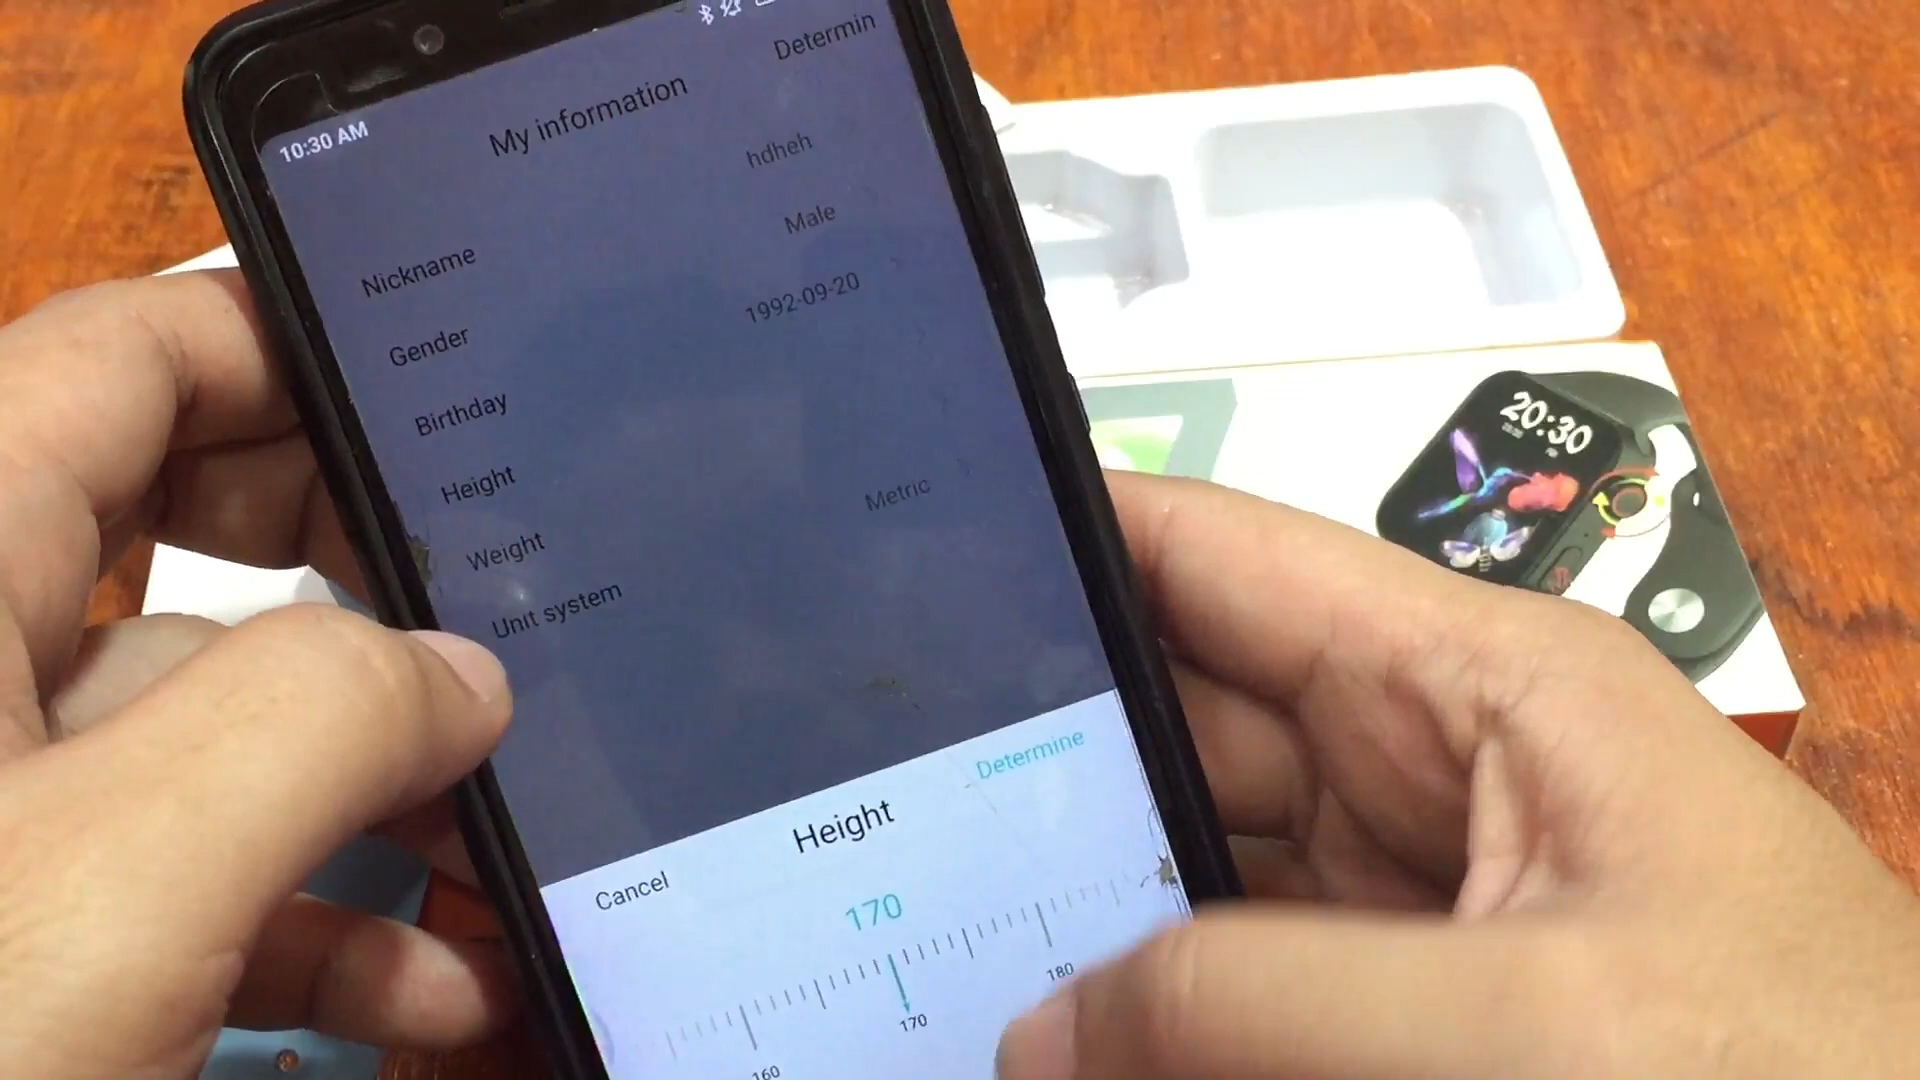 10:30 AM
My information
Determin
Nickname
hdheh
Gender
Male
Birthday
1992-09-20
Height
Weight
Unit system
Metric
Cancel
Height
Determine
170
160
170
180
20:30